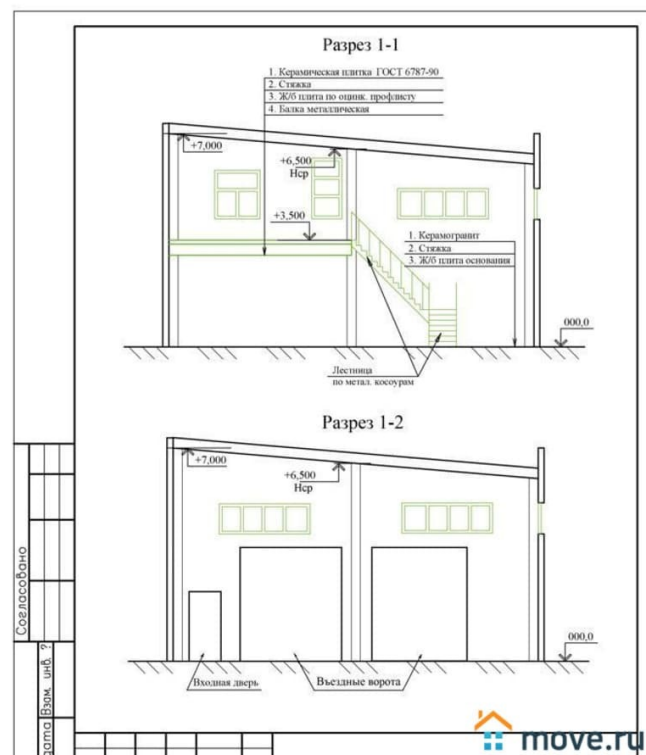 Разрез 1-1
1. Керамическая плитка ГОСТ 6787-90
2. Стяжка
3. Ж/б плита по оцинк. профлисту
4. Балка металлическая
+7,000
+6,500
Нср
+3,500
1. Керамогранит
2. Стяжка
3. Ж/б плита основания
000,0
Лестница
по метал. косоурам
Разрез 1-2
+7,000
+6,500
Нср
000,0
Входная дверь
Въездные ворота
Согласовано
Взам. инв. ?
дата
move.ru